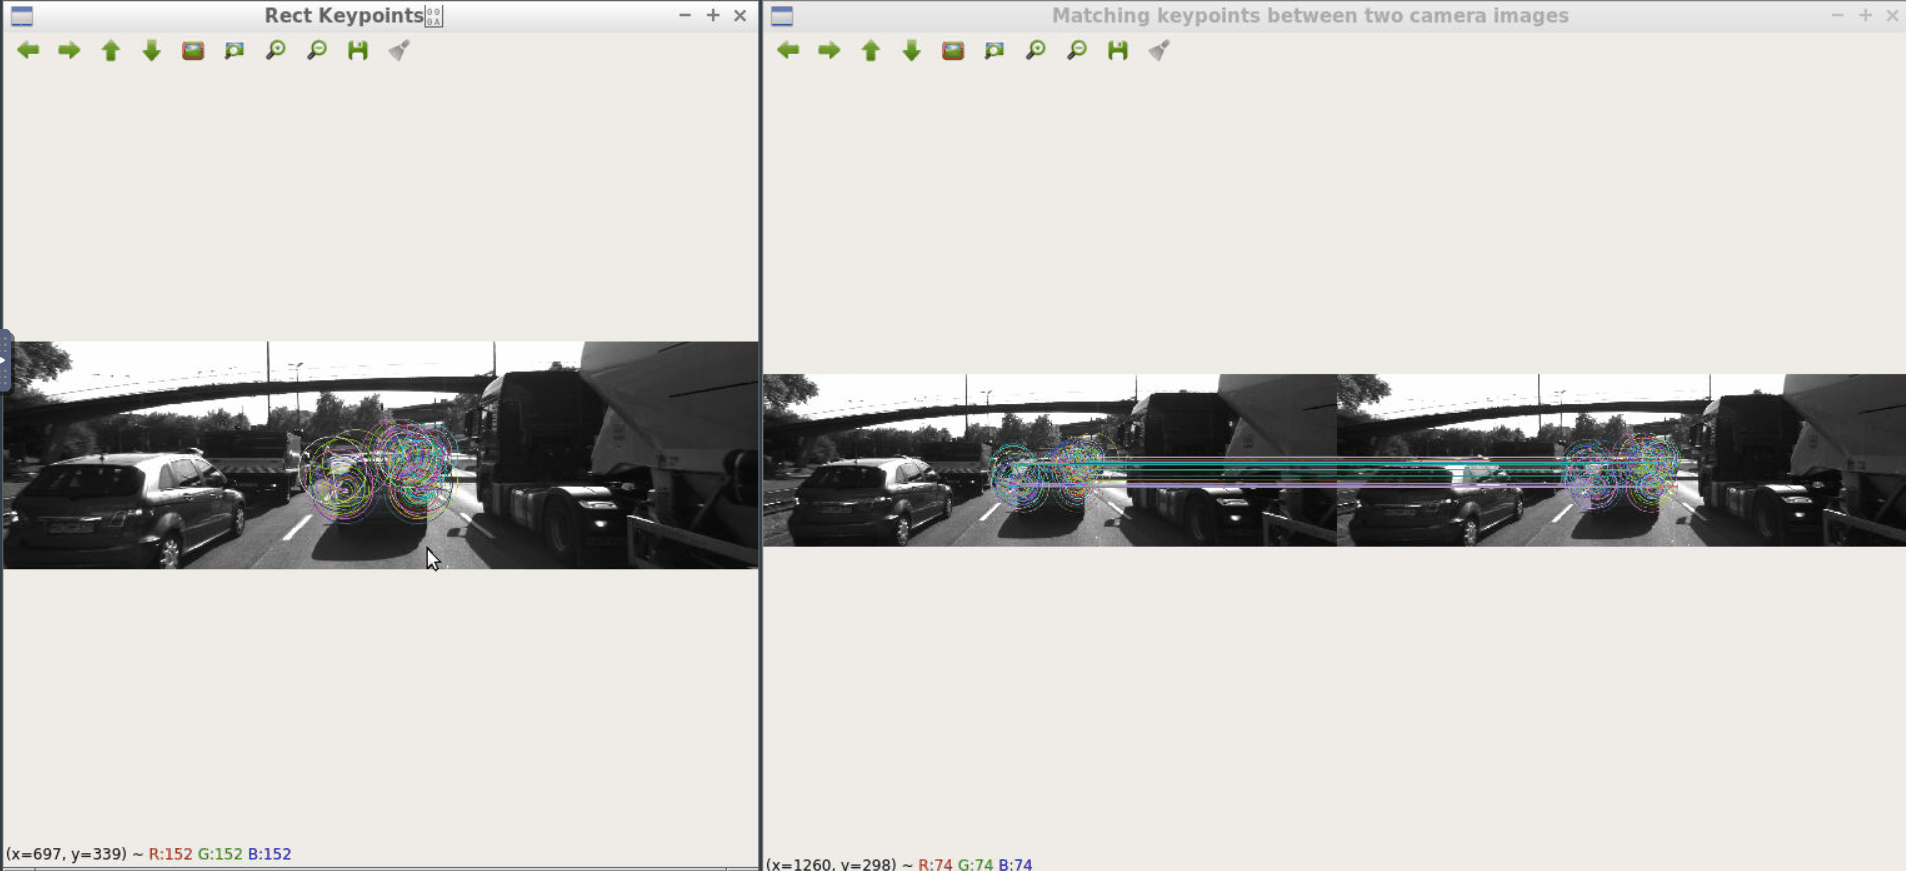 Rect Keypoints
Matching keypoints between two camera images
(x=697, y=339) ~ R:152 G:152 B:152
(x=1260, y=298) ~ R:74 G:74 B:74